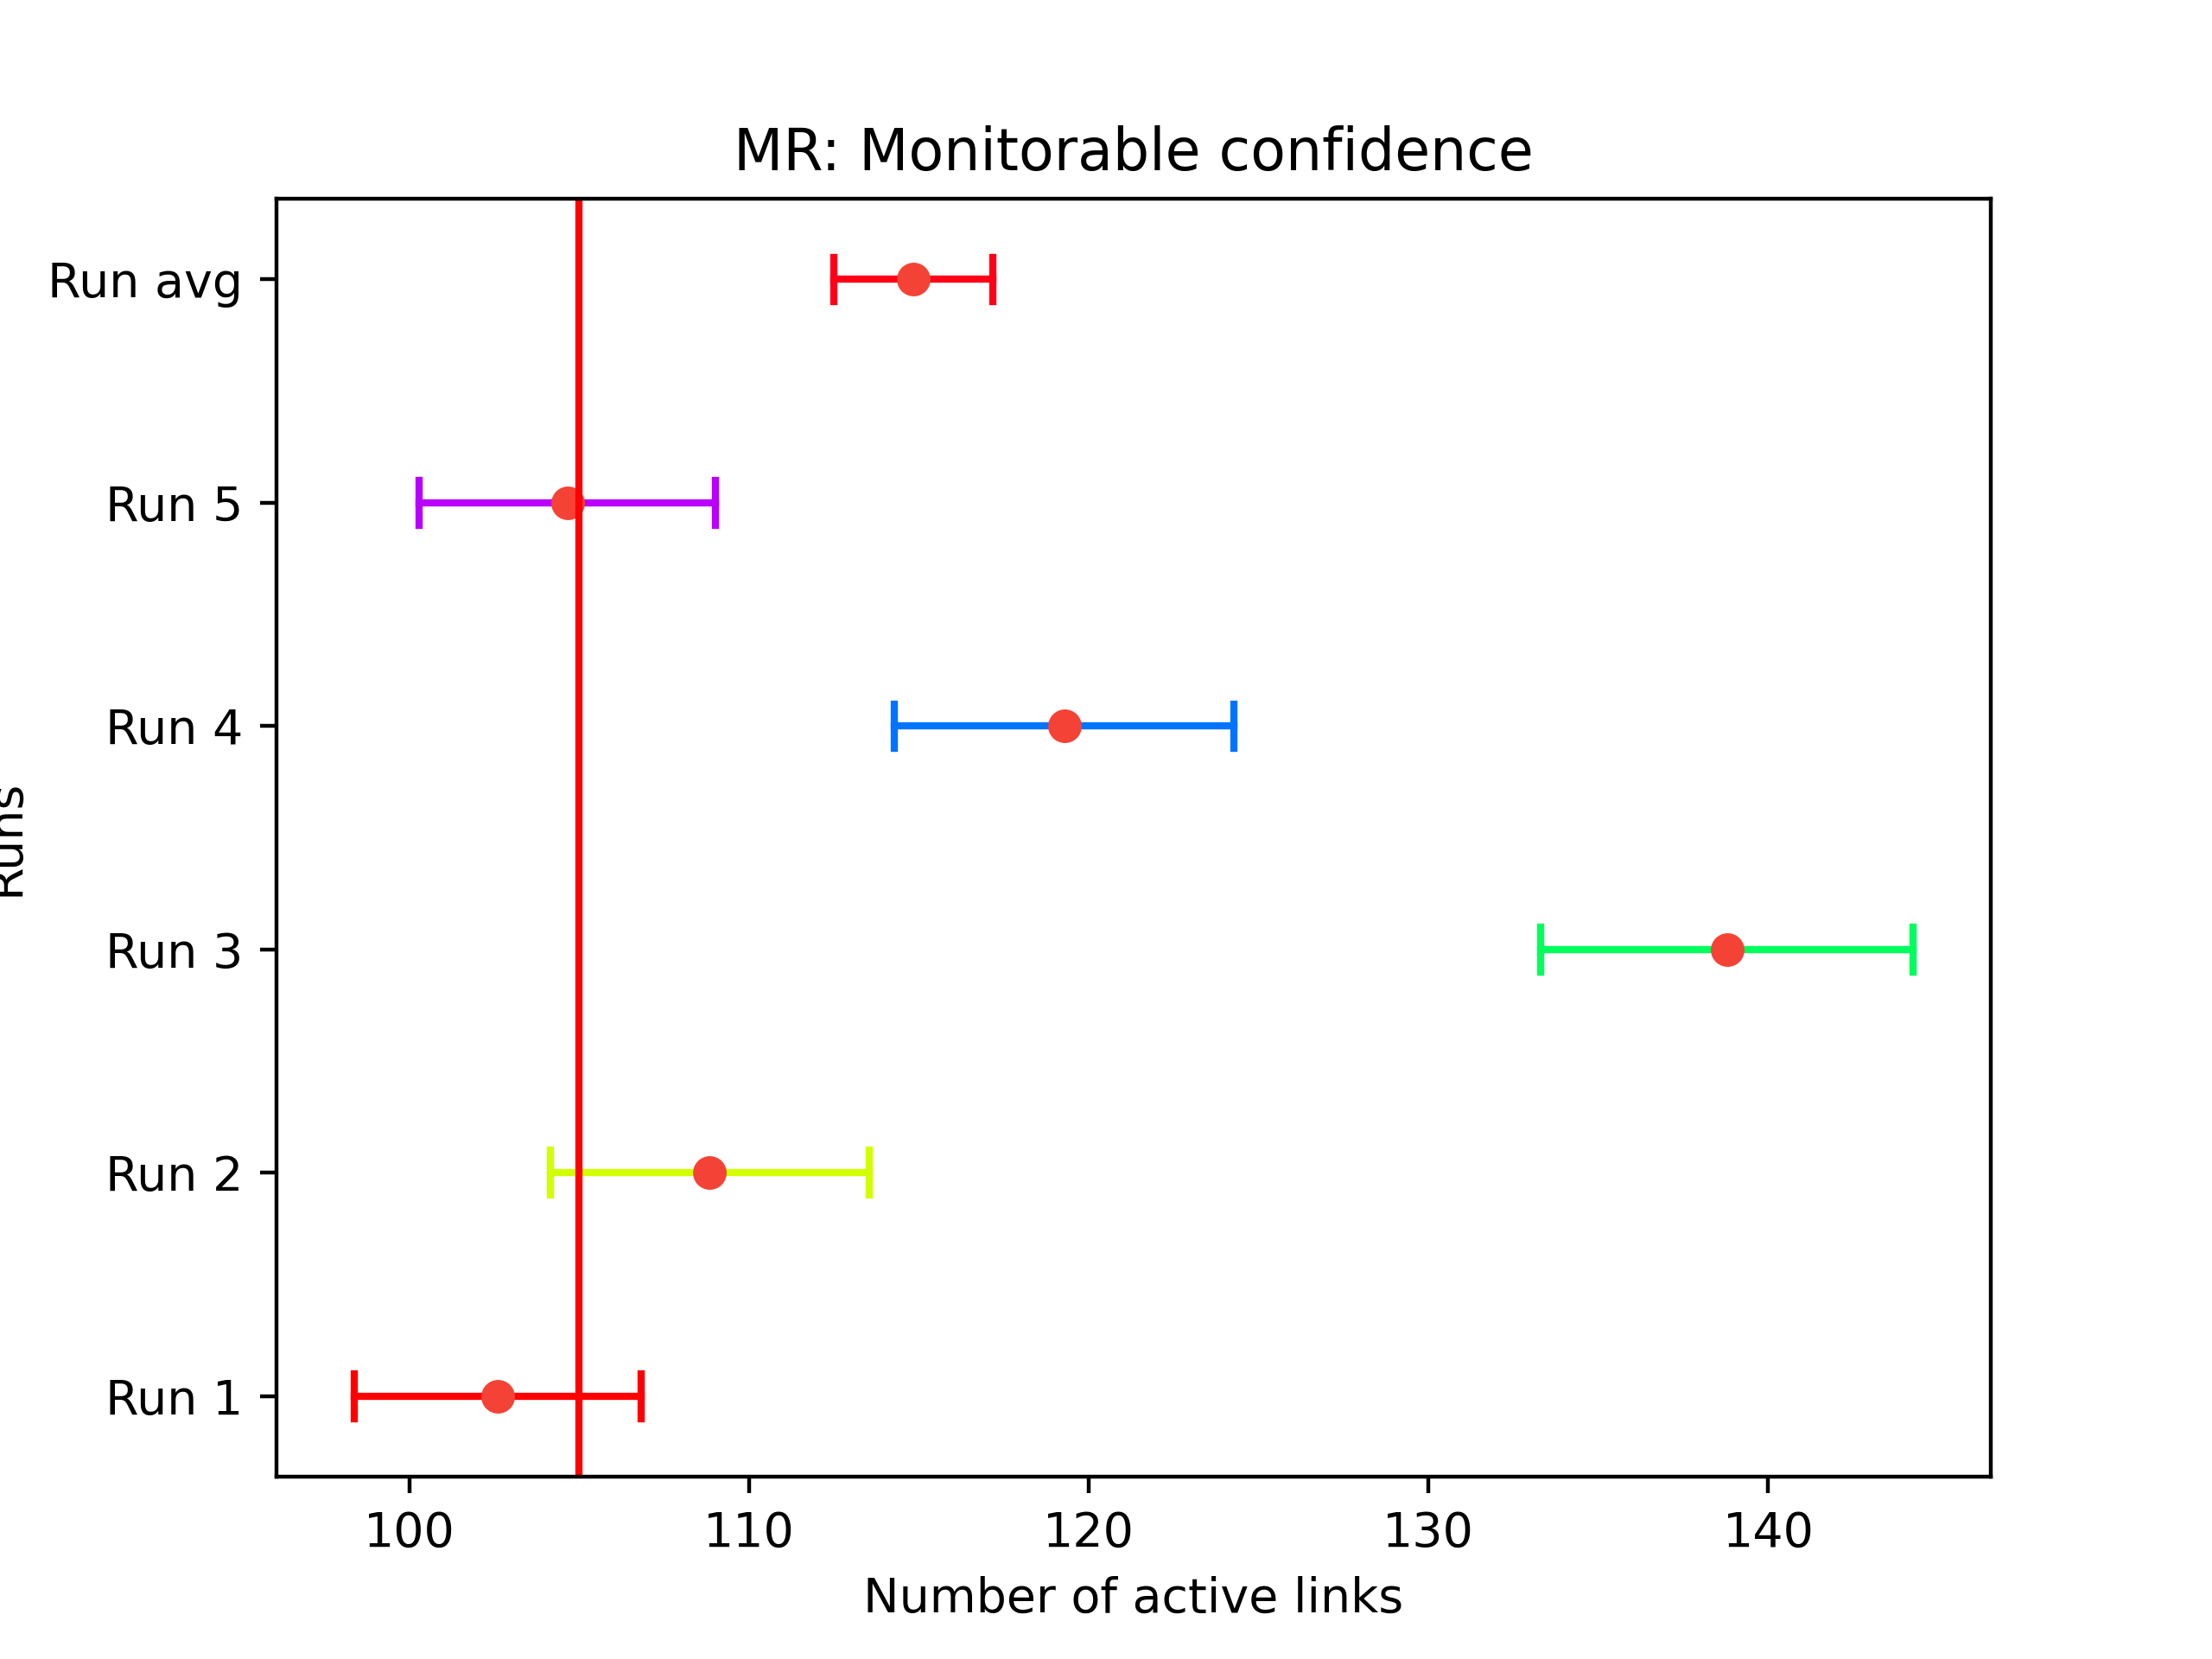 MR: Monitorable confidence
Run avg
Run 5
Run 4
Runs
Run 3
Run 2
Run 1
100 110 120 130 140
Number of active links